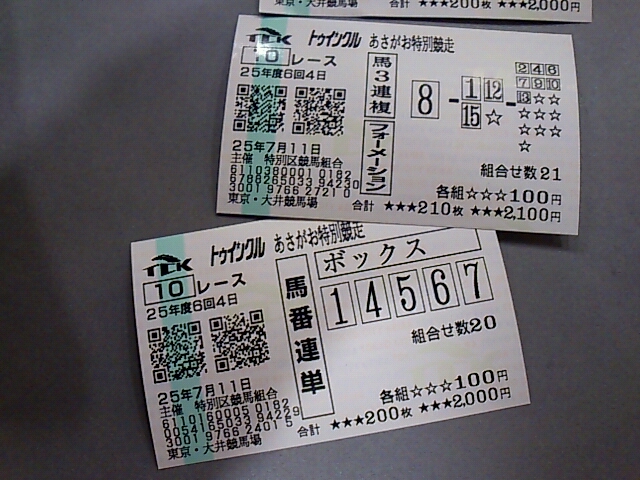 東京・大井競馬場 合計 ★★★200枚 ★★★2,000円
TCK トゥインクル あさがお特別競走
10 レース
25年度6回4日
馬3連複
フォーメーション
8 - 1 12 15 ☆ - 2 4 6 7 9 10 13 ☆☆
☆☆☆
☆☆☆
☆
組合せ数21
25年7月11日
主催 特別区競馬組合
各組☆☆☆100円
東京・大井競馬場
合計 ★★★210枚 ★★★2,100円
TCK トゥインクル あさがお特別競走
10 レース
25年度6回4日
馬番連単
ボックス
1 4 5 6 7
組合せ数20
25年7月11日
主催 特別区競馬組合
各組☆☆☆100円
東京・大井競馬場
合計 ★★★200枚 ★★★2,000円